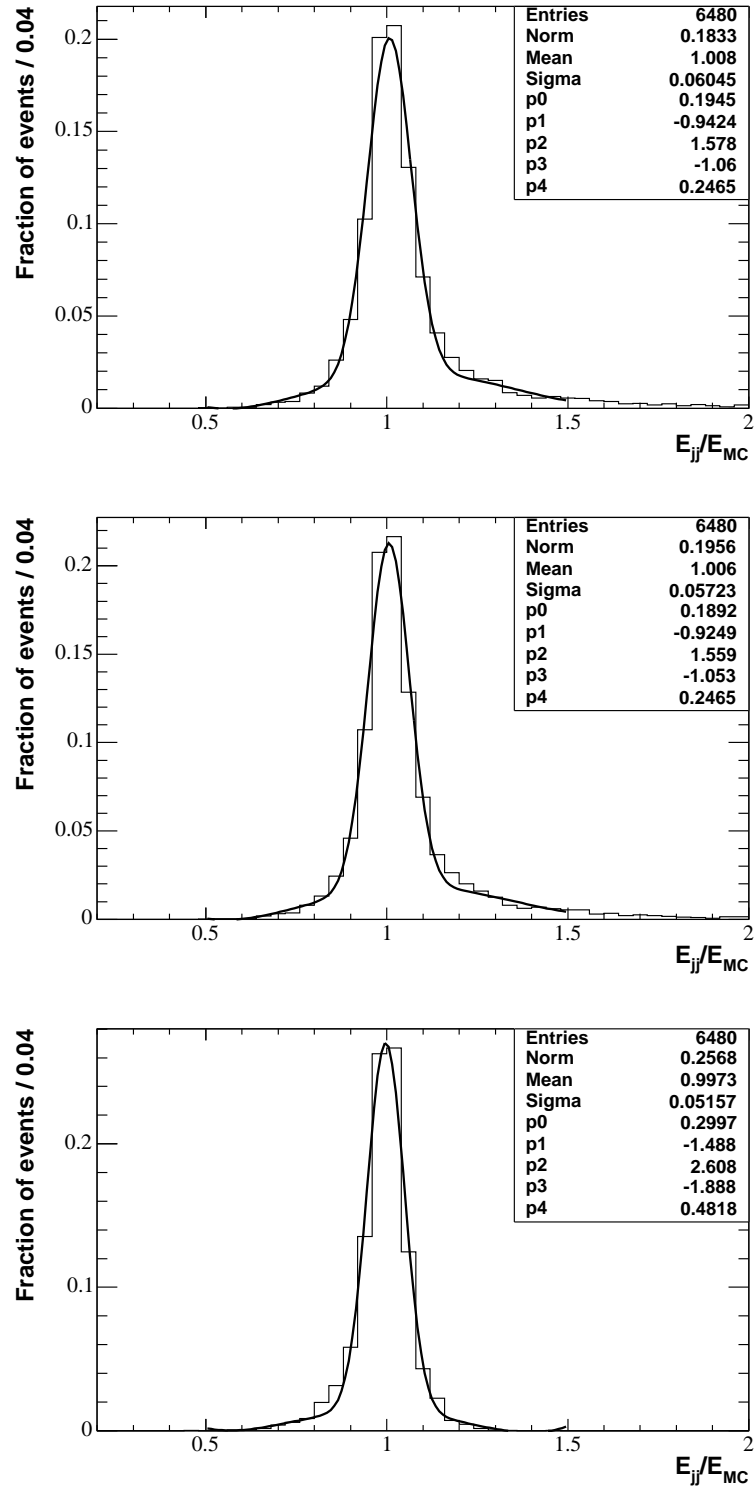 Fraction of events / 0.04
0.2
0.15
0.1
0.05
0
0.5
1
1.5
2
E_jj/E_MC
Entries 6480
Norm 0.1833
Mean 1.008
Sigma 0.06045
p0 0.1945
p1 -0.9424
p2 1.578
p3 -1.06
p4 0.2465
Fraction of events / 0.04
0.2
0.15
0.1
0.05
0
0.5
1
1.5
2
E_jj/E_MC
Entries 6480
Norm 0.1956
Mean 1.006
Sigma 0.05723
p0 0.1892
p1 -0.9249
p2 1.559
p3 -1.053
p4 0.2465
Fraction of events / 0.04
0.2
0.1
0
0.5
1
1.5
2
E_jj/E_MC
Entries 6480
Norm 0.2568
Mean 0.9973
Sigma 0.05157
p0 0.2997
p1 -1.488
p2 2.608
p3 -1.888
p4 0.4818